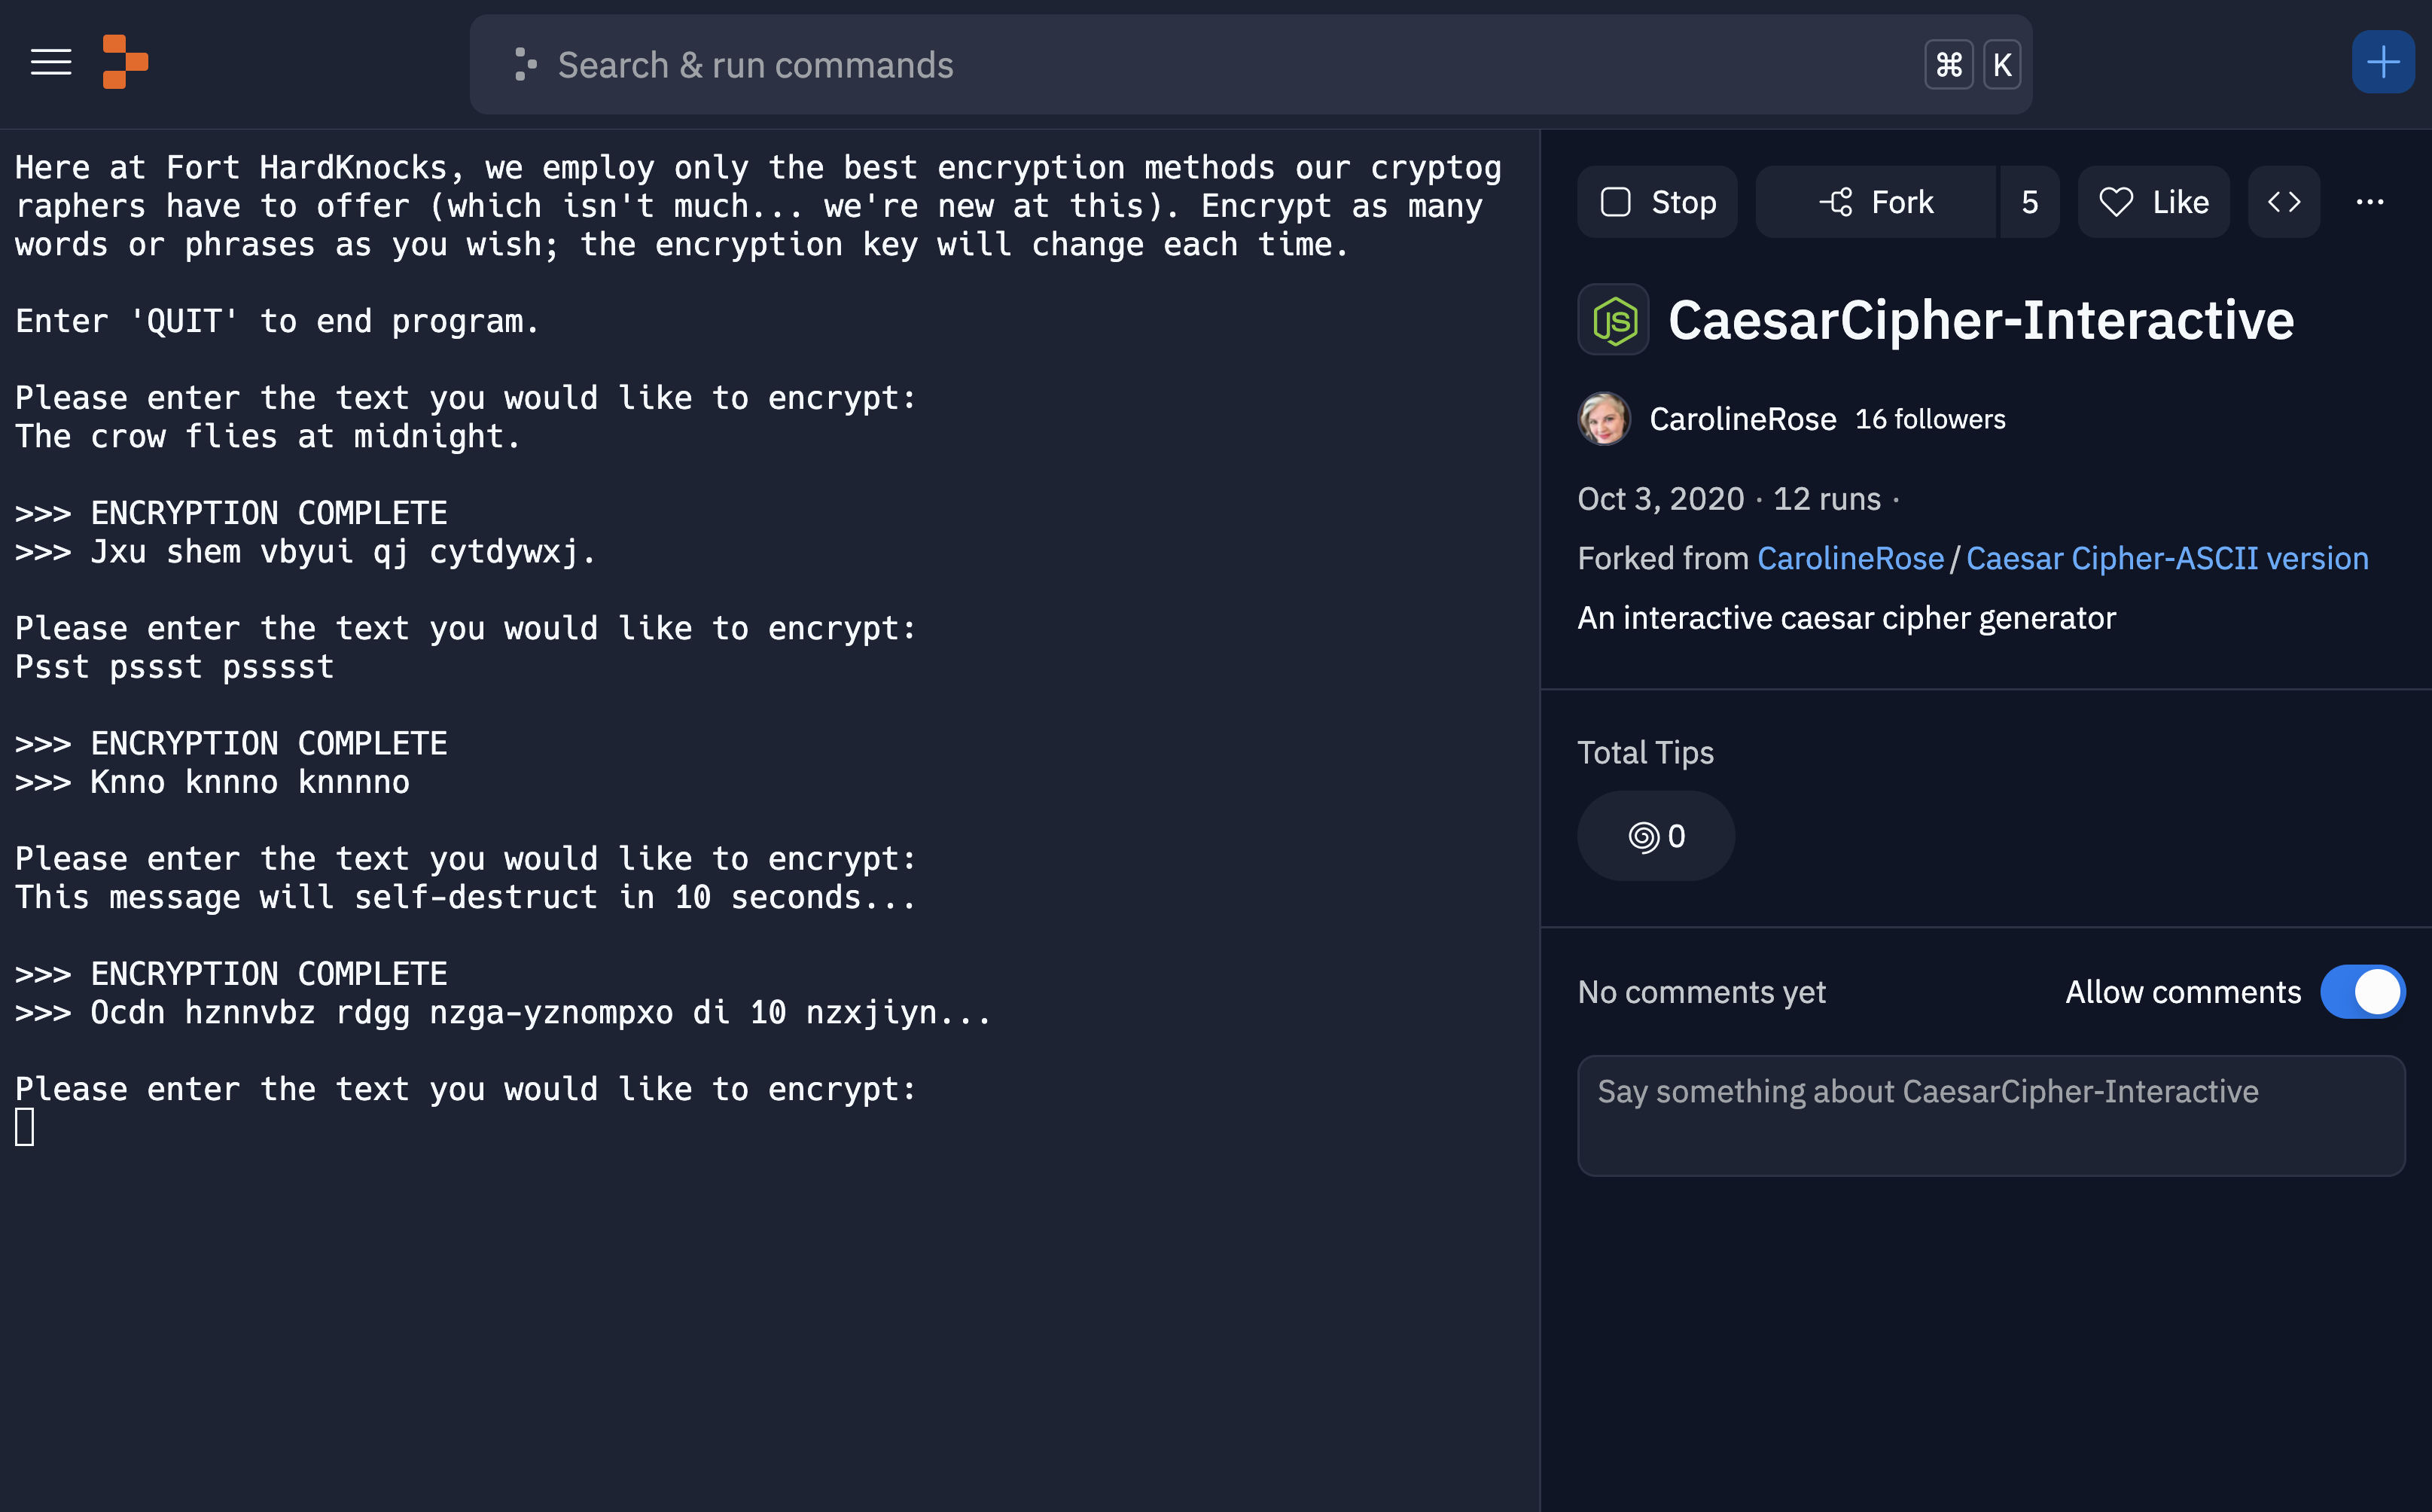 Search & run commands
⌘ K
Here at Fort HardKnocks, we employ only the best encryption methods our cryptog
raphers have to offer (which isn't much... we're new at this). Encrypt as many
words or phrases as you wish; the encryption key will change each time.
Enter 'QUIT' to end program.
Please enter the text you would like to encrypt:
The crow flies at midnight.
>>> ENCRYPTION COMPLETE
>>> Jxu shem vbyui qj cytdywxj.
Please enter the text you would like to encrypt:
Psst psssst pssssst
>>> ENCRYPTION COMPLETE
>>> Knno knnno knnnno
Please enter the text you would like to encrypt:
This message will self-destruct in 10 seconds...
>>> ENCRYPTION COMPLETE
>>> Ocdn hznnvbz rdgg nzga-yznompxo di 10 nzxjiyn...
Please enter the text you would like to encrypt:
Stop
Fork
5
Like
JS
CaesarCipher-Interactive
CarolineRose 16 followers
Oct 3, 2020 · 12 runs ·
Forked from CarolineRose/Caesar Cipher-ASCII version
An interactive caesar cipher generator
Total Tips
0
No comments yet
Allow comments
Say something about CaesarCipher-Interactive